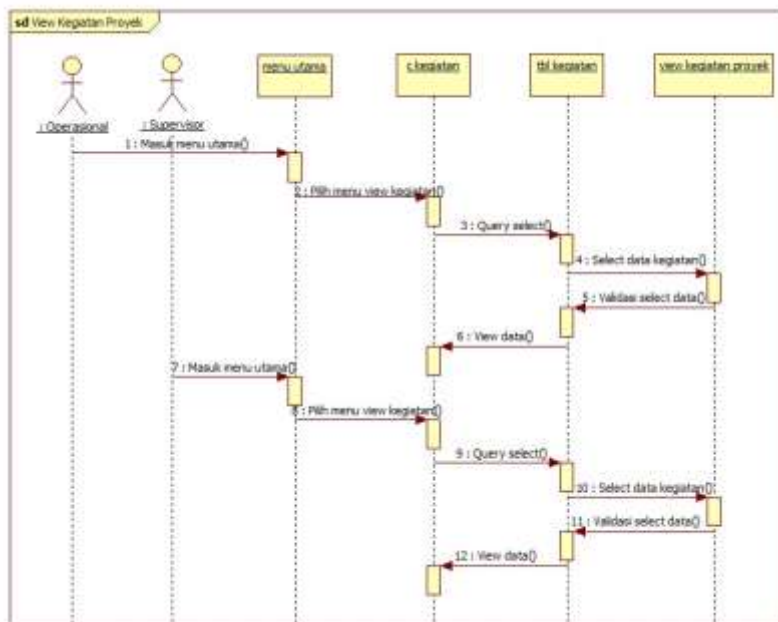 sd View Kegiatan Proyek
menu utama
c.kegiatan
tbl kegiatan
view kegiatan proyek
: Operasional
: Supervisor
1 : Masuk menu utama()
2 : Pilih menu view kegiatan()
3 : Query select()
4 : Select data kegiatan()
5 : Validasi select data()
6 : View data()
7 : Masuk menu utama()
8 : Pilih menu view kegiatan()
9 : Query select()
10 : Select data kegiatan()
11 : Validasi select data()
12 : View data()